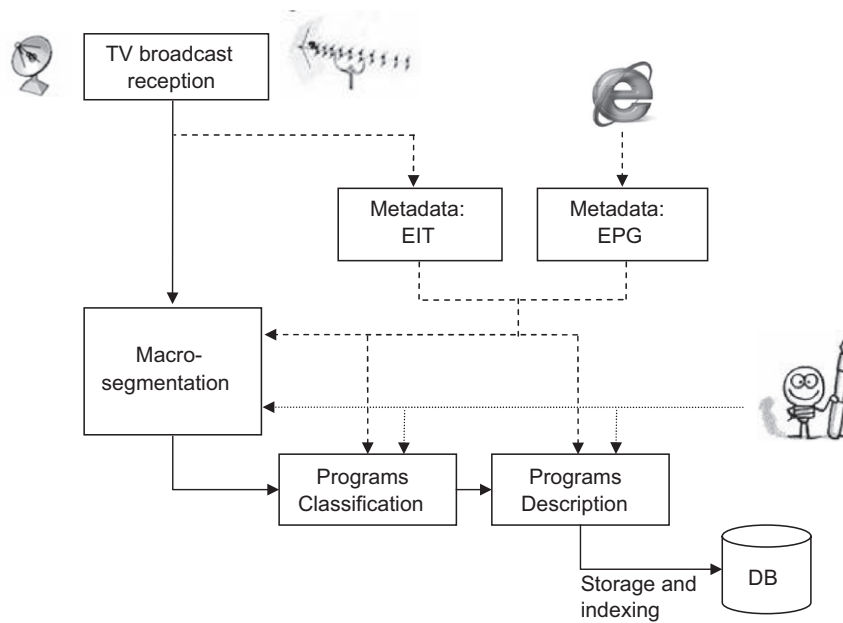 TV broadcast
reception
Metadata:
EIT
Metadata:
EPG
Macro-
segmentation
Programs
Classification
Programs
Description
Storage and
indexing
DB